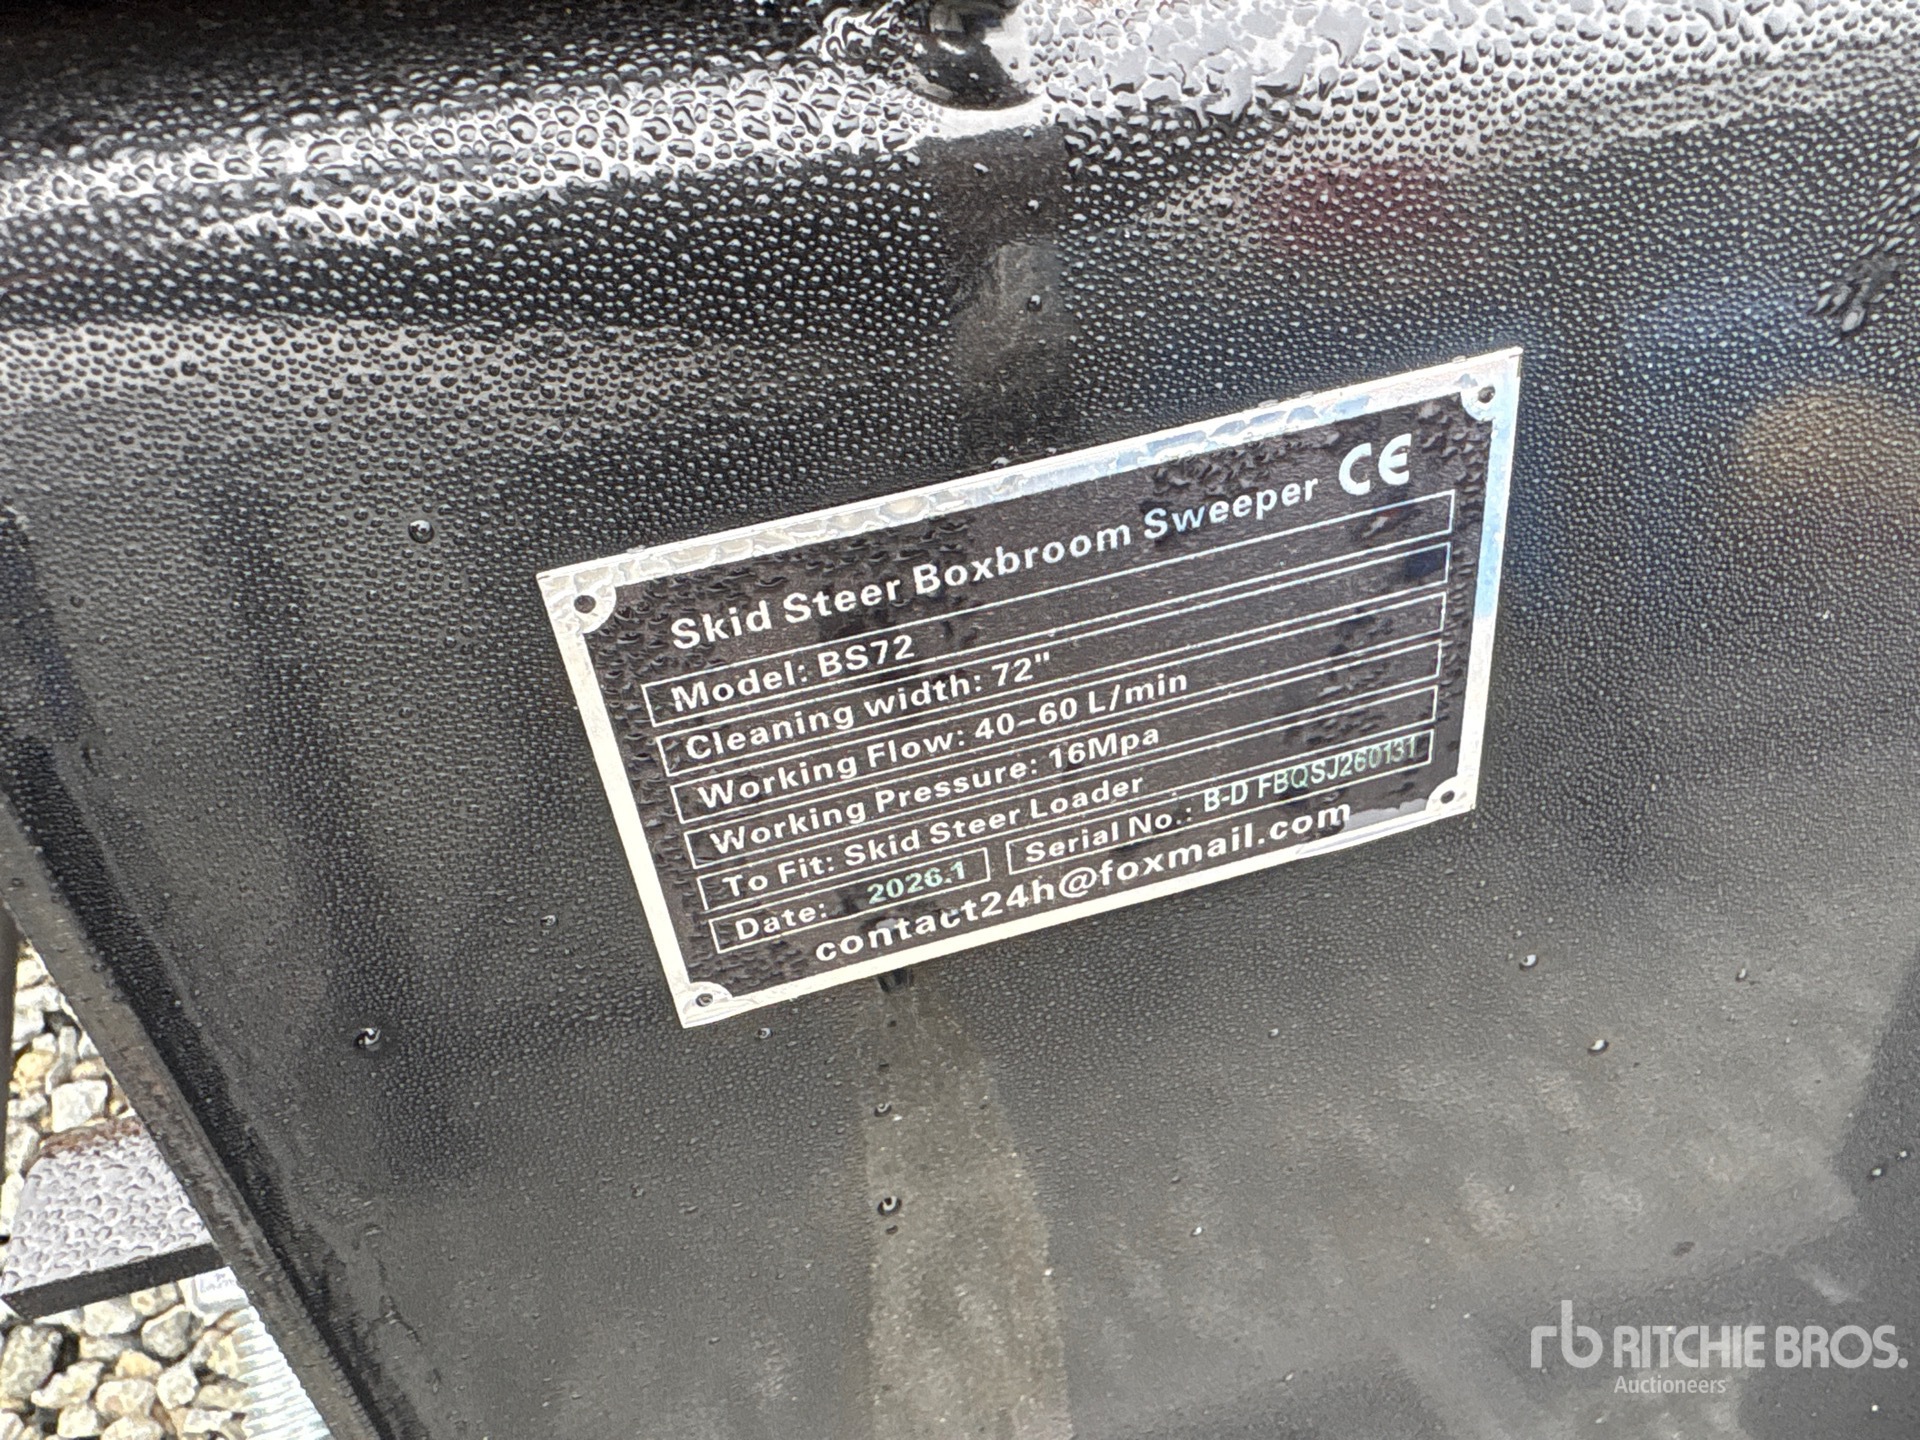 Skid Steer Boxbroom Sweeper CE
Model: BS72
Cleaning width: 72"
Working Flow: 40-60 L/min
Working Pressure: 16Mpa
To Fit: Skid Steer Loader
Date: 2026.1 Serial No.: B-D FBQSJ260131
contact24h@foxmail.com
rb RITCHIE BROS.
Auctioneers